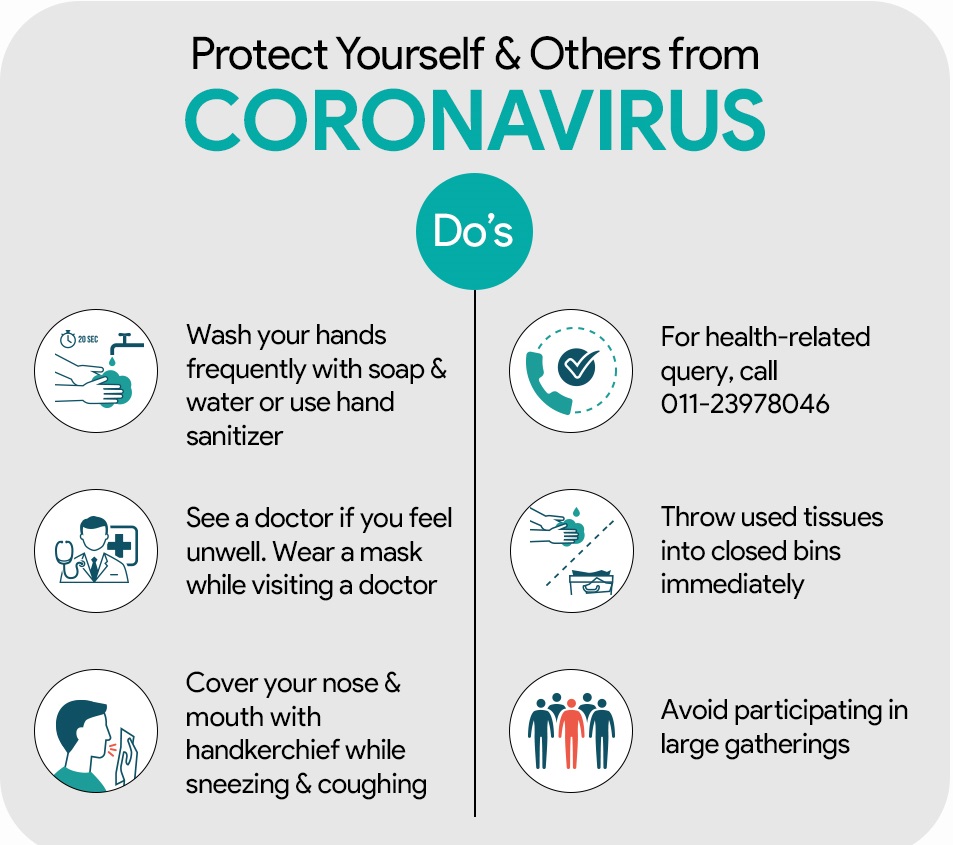 Protect Yourself & Others from
CORONAVIRUS
Do's
20 SEC
Wash your hands
frequently with soap &
water or use hand
sanitizer
See a doctor if you feel
unwell. Wear a mask
while visiting a doctor
Cover your nose &
mouth with
handkerchief while
sneezing & coughing
For health-related
query, call
011-23978046
Throw used tissues
into closed bins
immediately
Avoid participating in
large gatherings